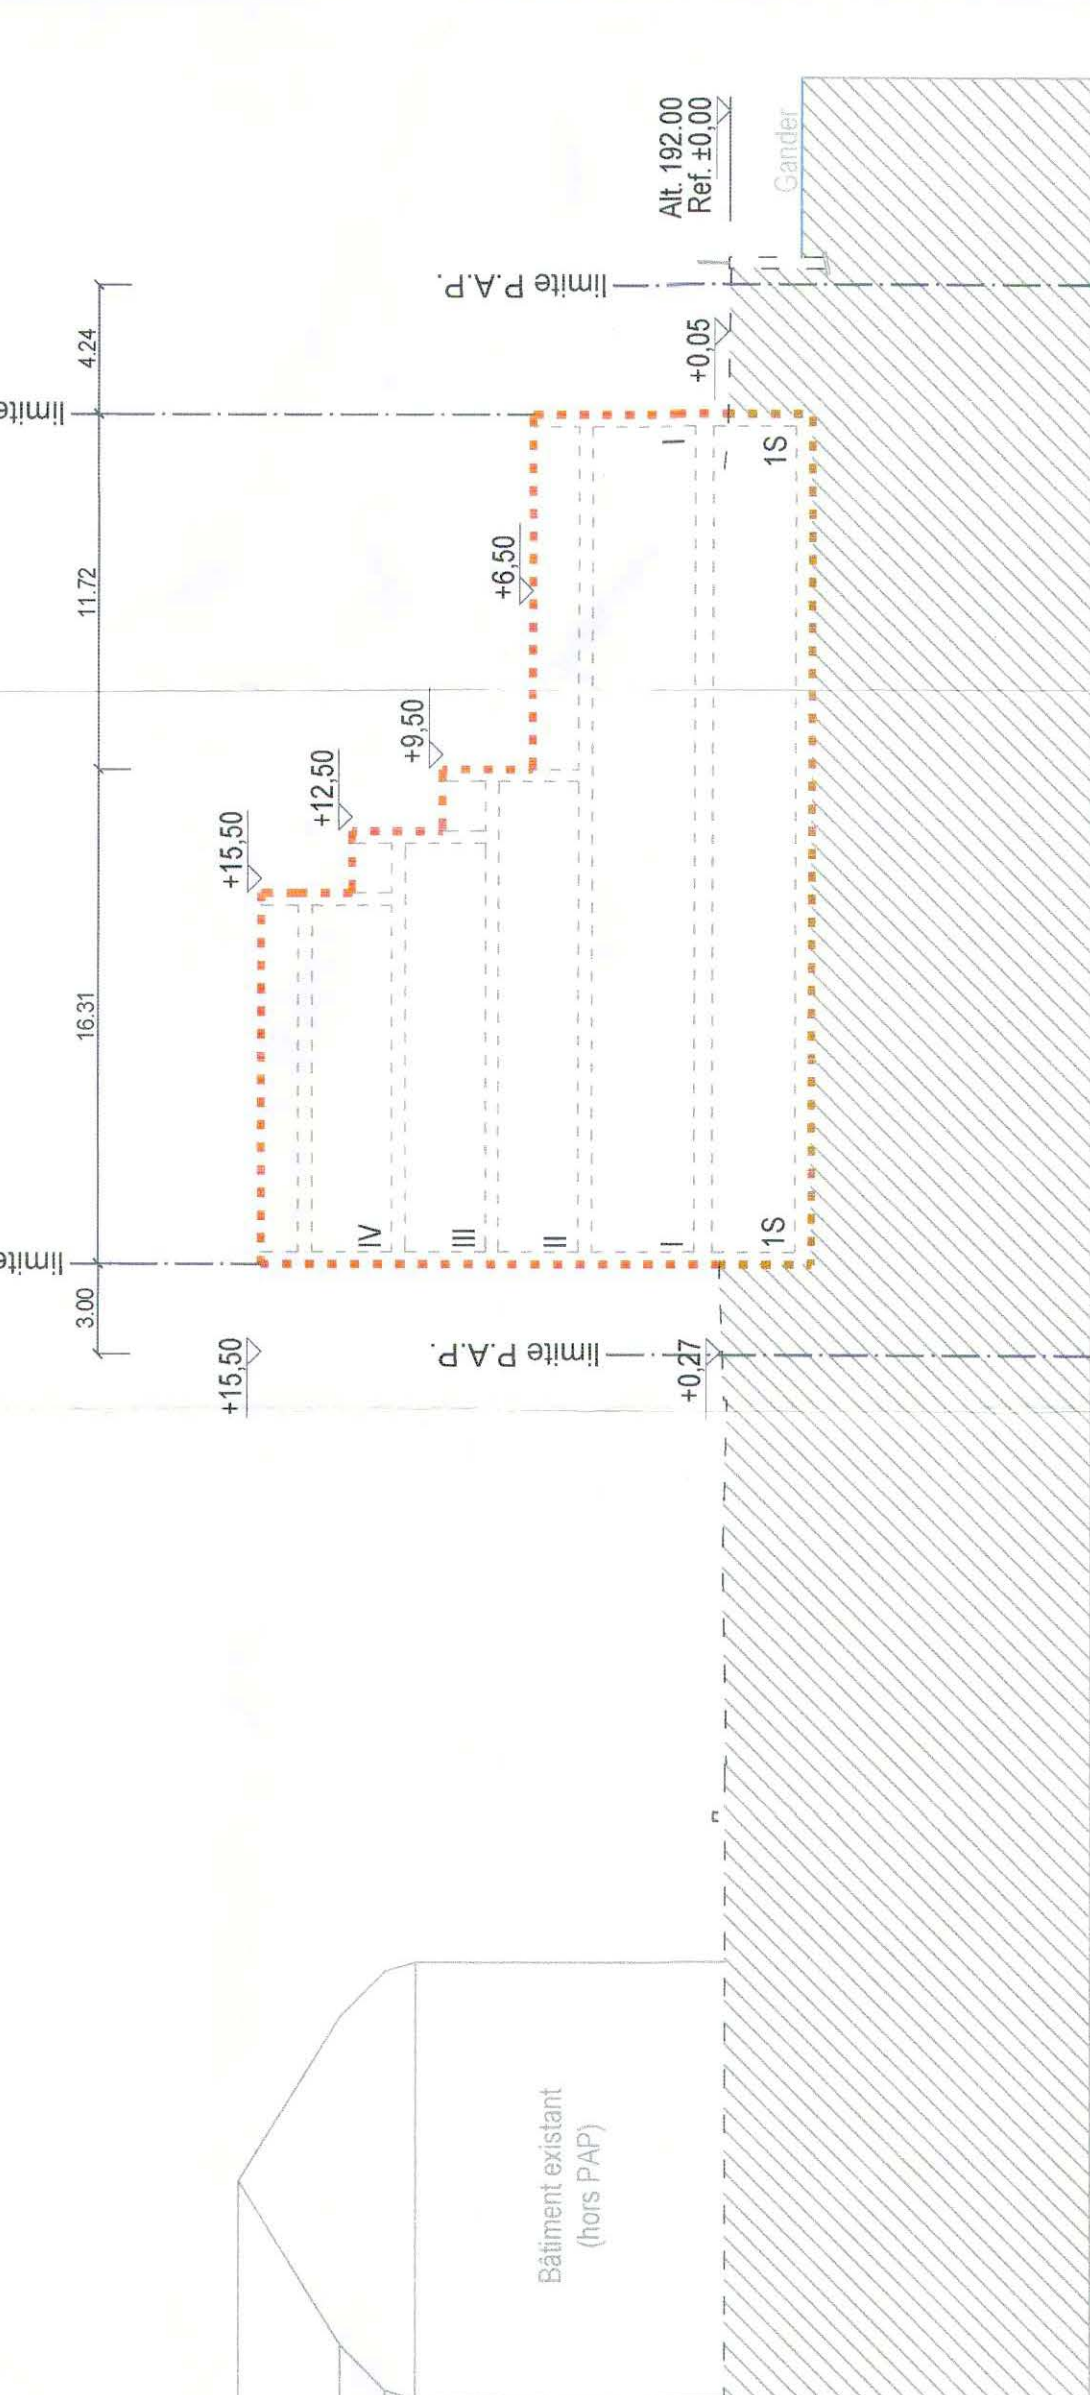 Alt. 192.00
Ref. ±0,00
Gander
limite P.A.P.
4.24
limite
+0,05
11.72
+6,50
I
1S
+9,50
+12,50
+15,50
16.31
IV
III
II
I
1S
limite
3.00
+15,50
limite P.A.P.
+0,27
Bâtiment existant
(hors PAP)